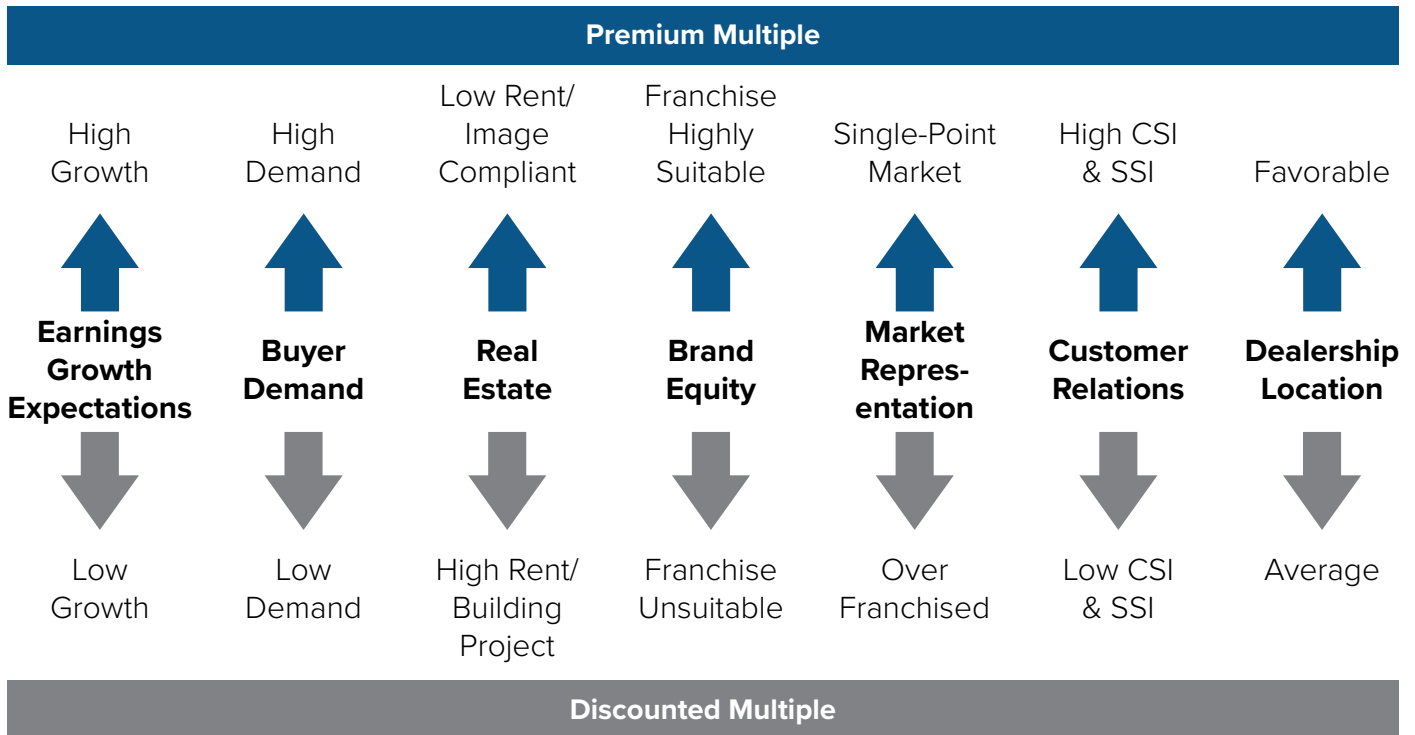 Premium Multiple
High
Growth
High
Demand
Low Rent/
Image
Compliant
Franchise
Highly
Suitable
Single-Point
Market
High CSI
& SSI
Favorable
Earnings
Growth
Expectations
Buyer
Demand
Real
Estate
Brand
Equity
Market
Repres-
entation
Customer
Relations
Dealership
Location
Low
Growth
Low
Demand
High Rent/
Building
Project
Franchise
Unsuitable
Over
Franchised
Low CSI
& SSI
Average
Discounted Multiple